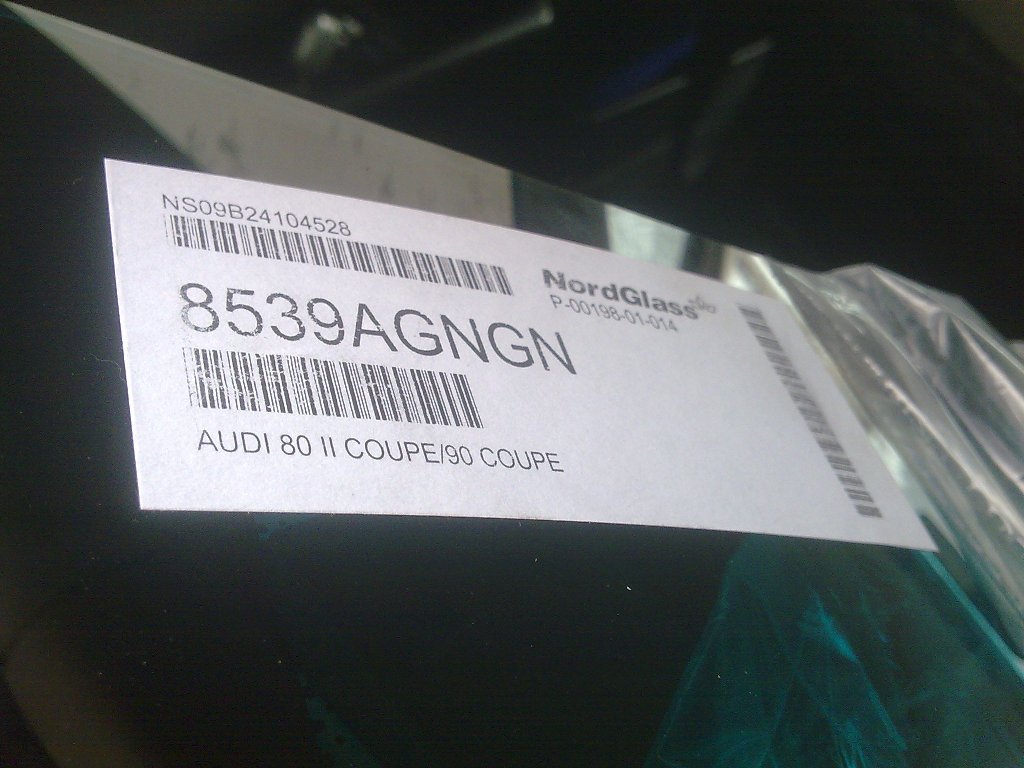 NS09B24104528
NordGlass
P-00198-01-014
8539AGNGN
AUDI 80 II COUPE/90 COUPE